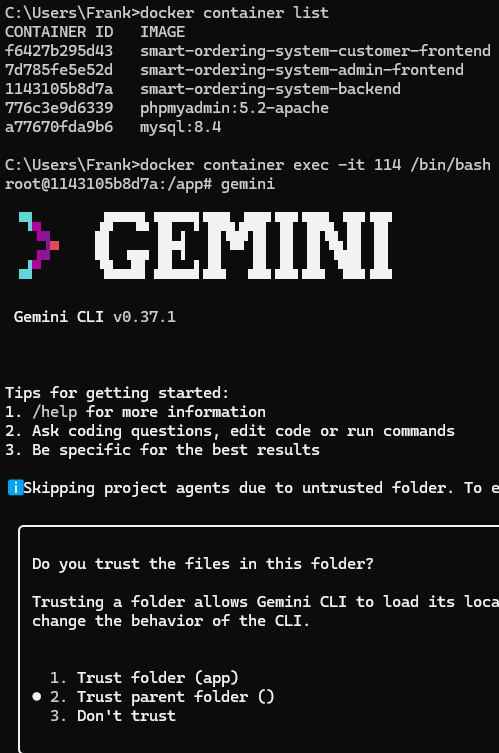 C:\Users\Frank>docker container list
CONTAINER ID   IMAGE
f6427b295d43   smart-ordering-system-customer-frontend
7d785fe5e52d   smart-ordering-system-admin-frontend
1143105b8d7a   smart-ordering-system-backend
776c3e9d6339   phpmyadmin:5.2-apache
a77670fda9b6   mysql:8.4
C:\Users\Frank>docker container exec -it 114 /bin/bash
root@1143105b8d7a:/app# gemini
GEMINI
Gemini CLI v0.37.1
Tips for getting started:
1. /help for more information
2. Ask coding questions, edit code or run commands
3. Be specific for the best results
ℹ Skipping project agents due to untrusted folder. To e
Do you trust the files in this folder?
Trusting a folder allows Gemini CLI to load its loca
change the behavior of the CLI.
1. Trust folder (app)
● 2. Trust parent folder ()
3. Don't trust